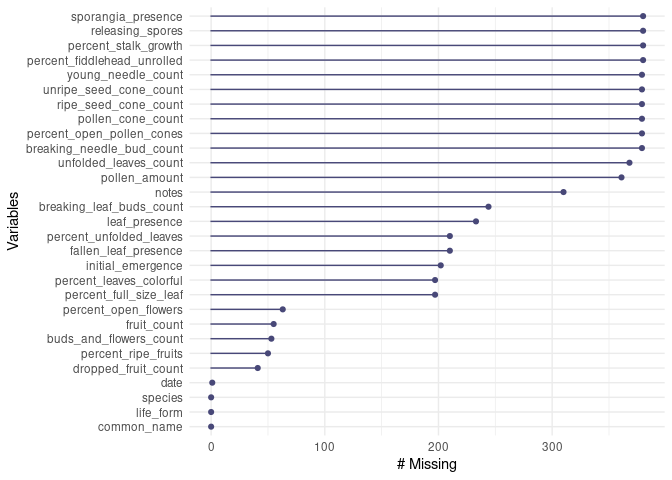 sporangia_presence
releasing_spores
percent_stalk_growth
percent_fiddlehead_unrolled
young_needle_count
unripe_seed_cone_count
ripe_seed_cone_count
pollen_cone_count
percent_open_pollen_cones
breaking_needle_bud_count
unfolded_leaves_count
pollen_amount
notes
breaking_leaf_buds_count
leaf_presence
percent_unfolded_leaves
fallen_leaf_presence
initial_emergence
percent_leaves_colorful
percent_full_size_leaf
percent_open_flowers
fruit_count
buds_and_flowers_count
percent_ripe_fruits
dropped_fruit_count
date
species
life_form
common_name
Variables
0 100 200 300
# Missing